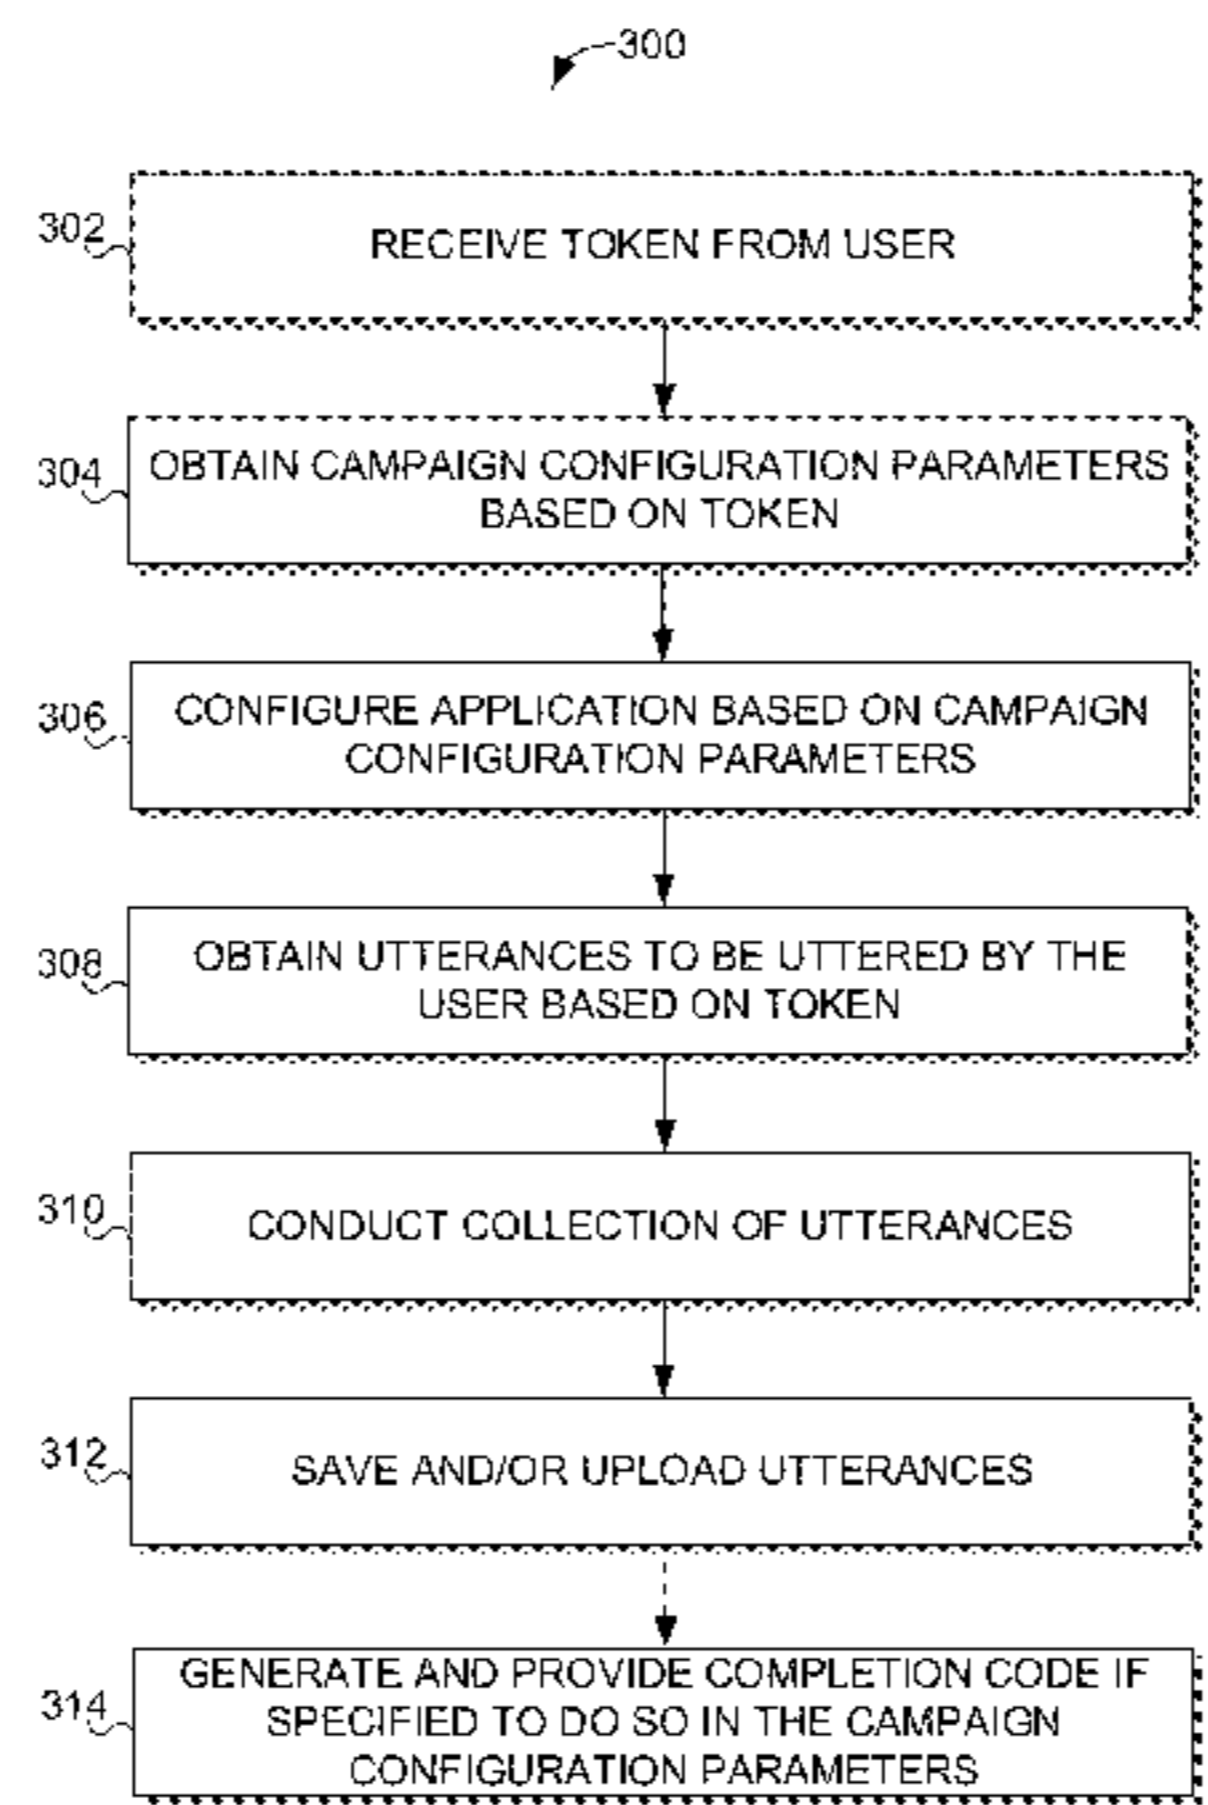 300
302
RECEIVE TOKEN FROM USER
304
OBTAIN CAMPAIGN CONFIGURATION PARAMETERS
BASED ON TOKEN
306
CONFIGURE APPLICATION BASED ON CAMPAIGN
CONFIGURATION PARAMETERS
308
OBTAIN UTTERANCES TO BE UTTERED BY THE
USER BASED ON TOKEN
310
CONDUCT COLLECTION OF UTTERANCES
312
SAVE AND/OR UPLOAD UTTERANCES
314
GENERATE AND PROVIDE COMPLETION CODE IF
SPECIFIED TO DO SO IN THE CAMPAIGN
CONFIGURATION PARAMETERS